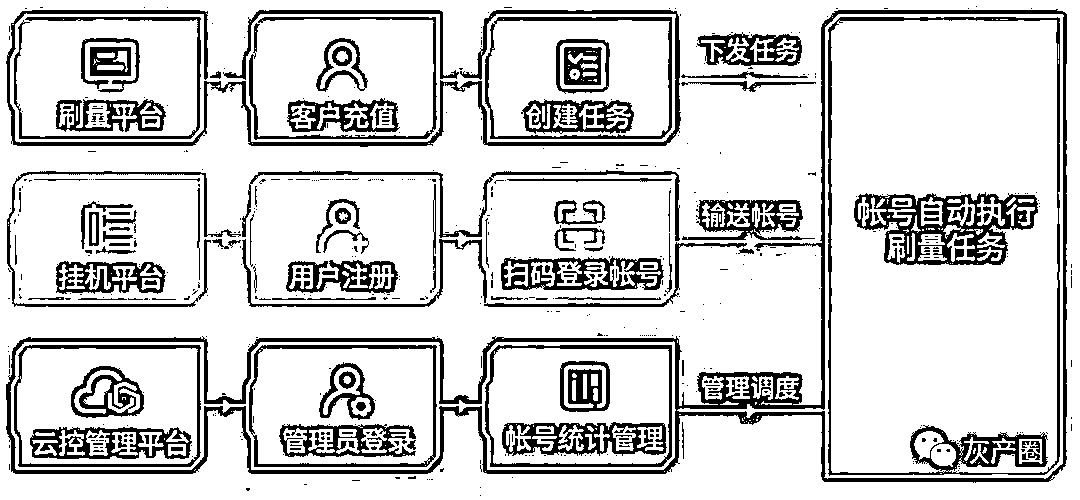 刷量平台
客户充值
创建任务
下发任务
挂机平台
用户注册
扫码登录帐号
输送帐号
帐号自动执行
刷量任务
云控管理平台
管理员登录
帐号统计管理
管理调度
灰产圈